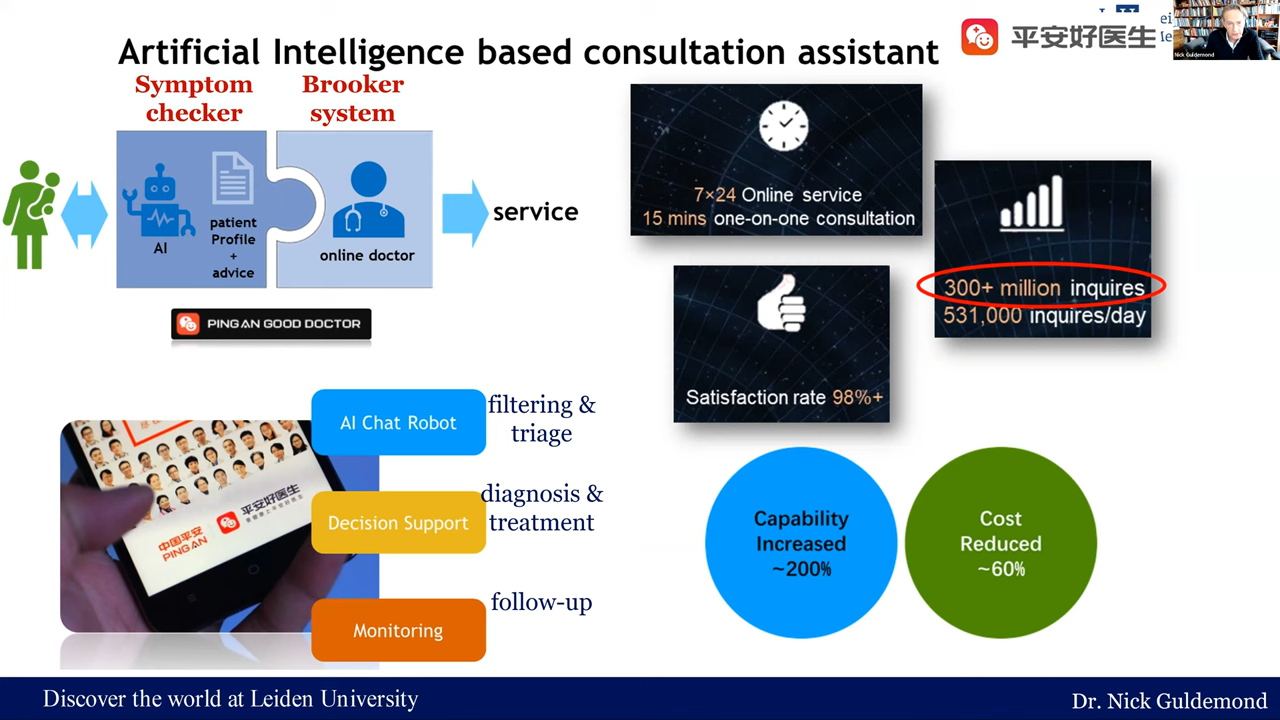 Artificial Intelligence based consultation assistant
平安好医生
Nick Guldemond
Symptom
checker
Brooker
system
AI
patient
Profile
+
advice
online doctor
service
PING AN GOOD DOCTOR
7×24 Online service
15 mins one-on-one consultation
300+ million inquires
531,000 inquires/day
Satisfaction rate 98%+
AI Chat Robot
filtering &
triage
Decision Support
diagnosis &
treatment
Monitoring
follow-up
中国平安
PING AN
平安好医生
Capability
Increased
~200%
Cost
Reduced
~60%
Discover the world at Leiden University
Dr. Nick Guldemond